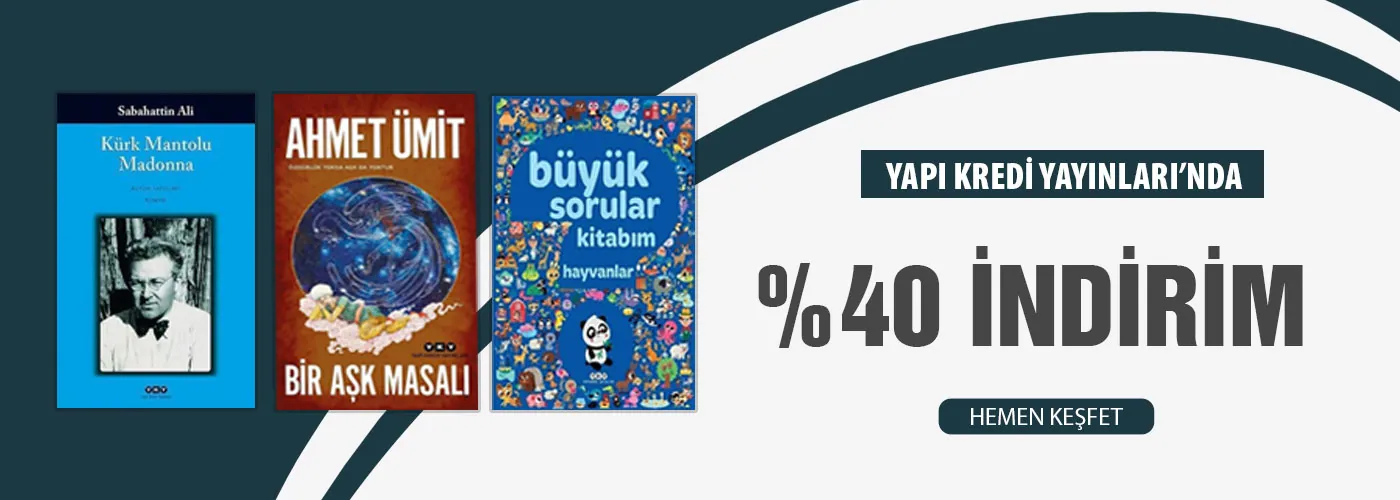 Sabahattin Ali
Kürk Mantolu
Madonna
AHMET ÜMİT
BİR AŞK MASALI
büyük
sorular
kitabım
hayvanlar
YAPI KREDİ YAYINLARI’NDA
%40 İNDİRİM
HEMEN KEŞFET